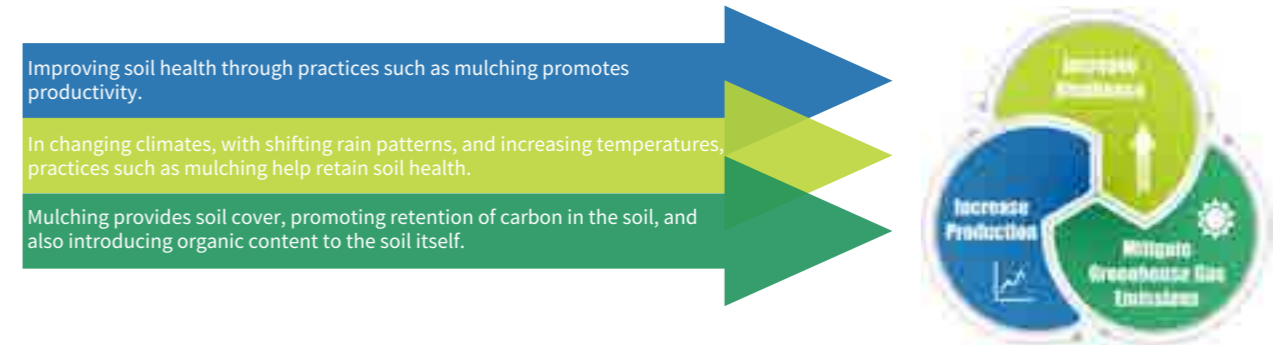 Improving soil health through practices such as mulching promotes
productivity.
In changing climates, with shifting rain patterns, and increasing temperatures,
practices such as mulching help retain soil health.
Mulching provides soil cover, promoting retention of carbon in the soil, and
also introducing organic content to the soil itself.
Increase
Resilience
Increase
Production
Mitigate
Greenhouse Gas
Emissions